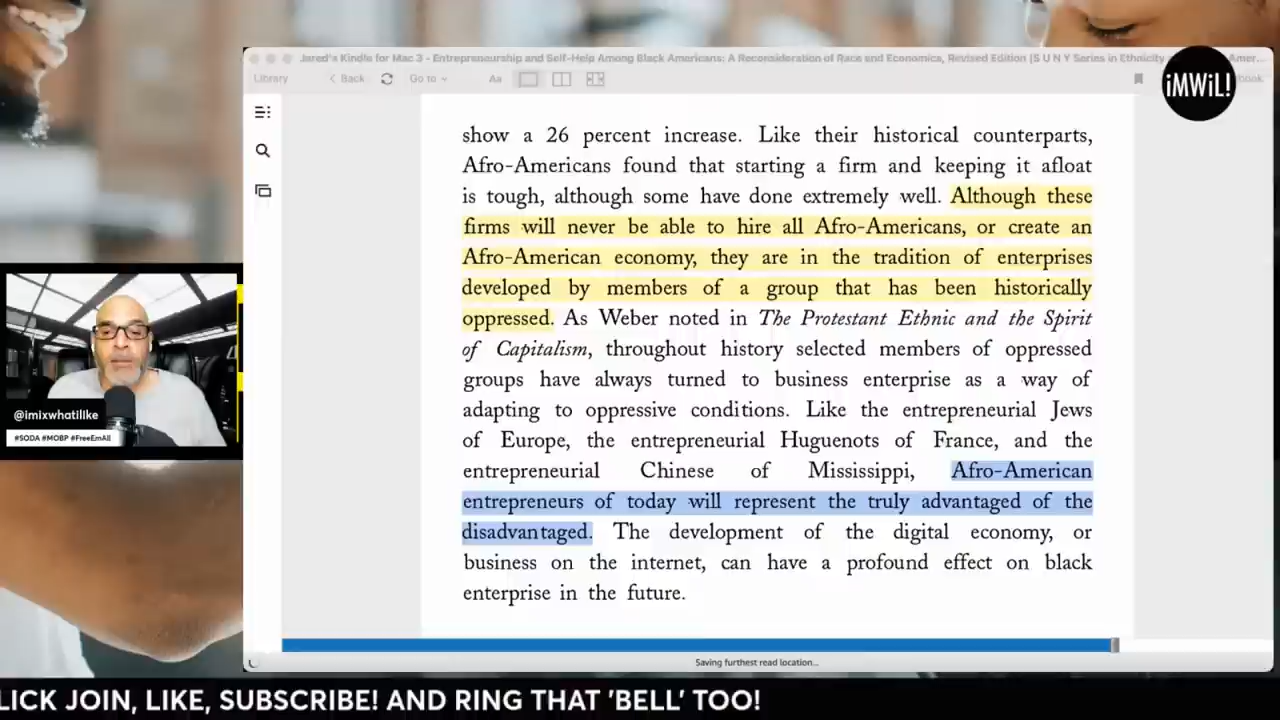 Jared's Kindle for Mac 3 - Entrepreneurship and Self-Help Among Black Americans: A Reconsideration of Race and Economics, Revised Edition (S U N Y Series in Ethnicity
Amer...
Library
Back
Go to
Aa
iMWiL!
book
show a 26 percent increase. Like their historical counterparts,
Afro-Americans found that starting a firm and keeping it afloat
is tough, although some have done extremely well. Although these
firms will never be able to hire all Afro-Americans, or create an
Afro-American economy, they are in the tradition of enterprises
developed by members of a group that has been historically
oppressed. As Weber noted in The Protestant Ethnic and the Spirit
of Capitalism, throughout history selected members of oppressed
groups have always turned to business enterprise as a way of
adapting to oppressive conditions. Like the entrepreneurial Jews
of Europe, the entrepreneurial Huguenots of France, and the
entrepreneurial Chinese of Mississippi, Afro-American
entrepreneurs of today will represent the truly advantaged of the
disadvantaged. The development of the digital economy, or
business on the internet, can have a profound effect on black
enterprise in the future.
@imixwhatilike
#SODA #MOBP #FreeEmAll
Saving furthest read location...
LICK JOIN, LIKE, SUBSCRIBE! AND RING THAT 'BELL' TOO!